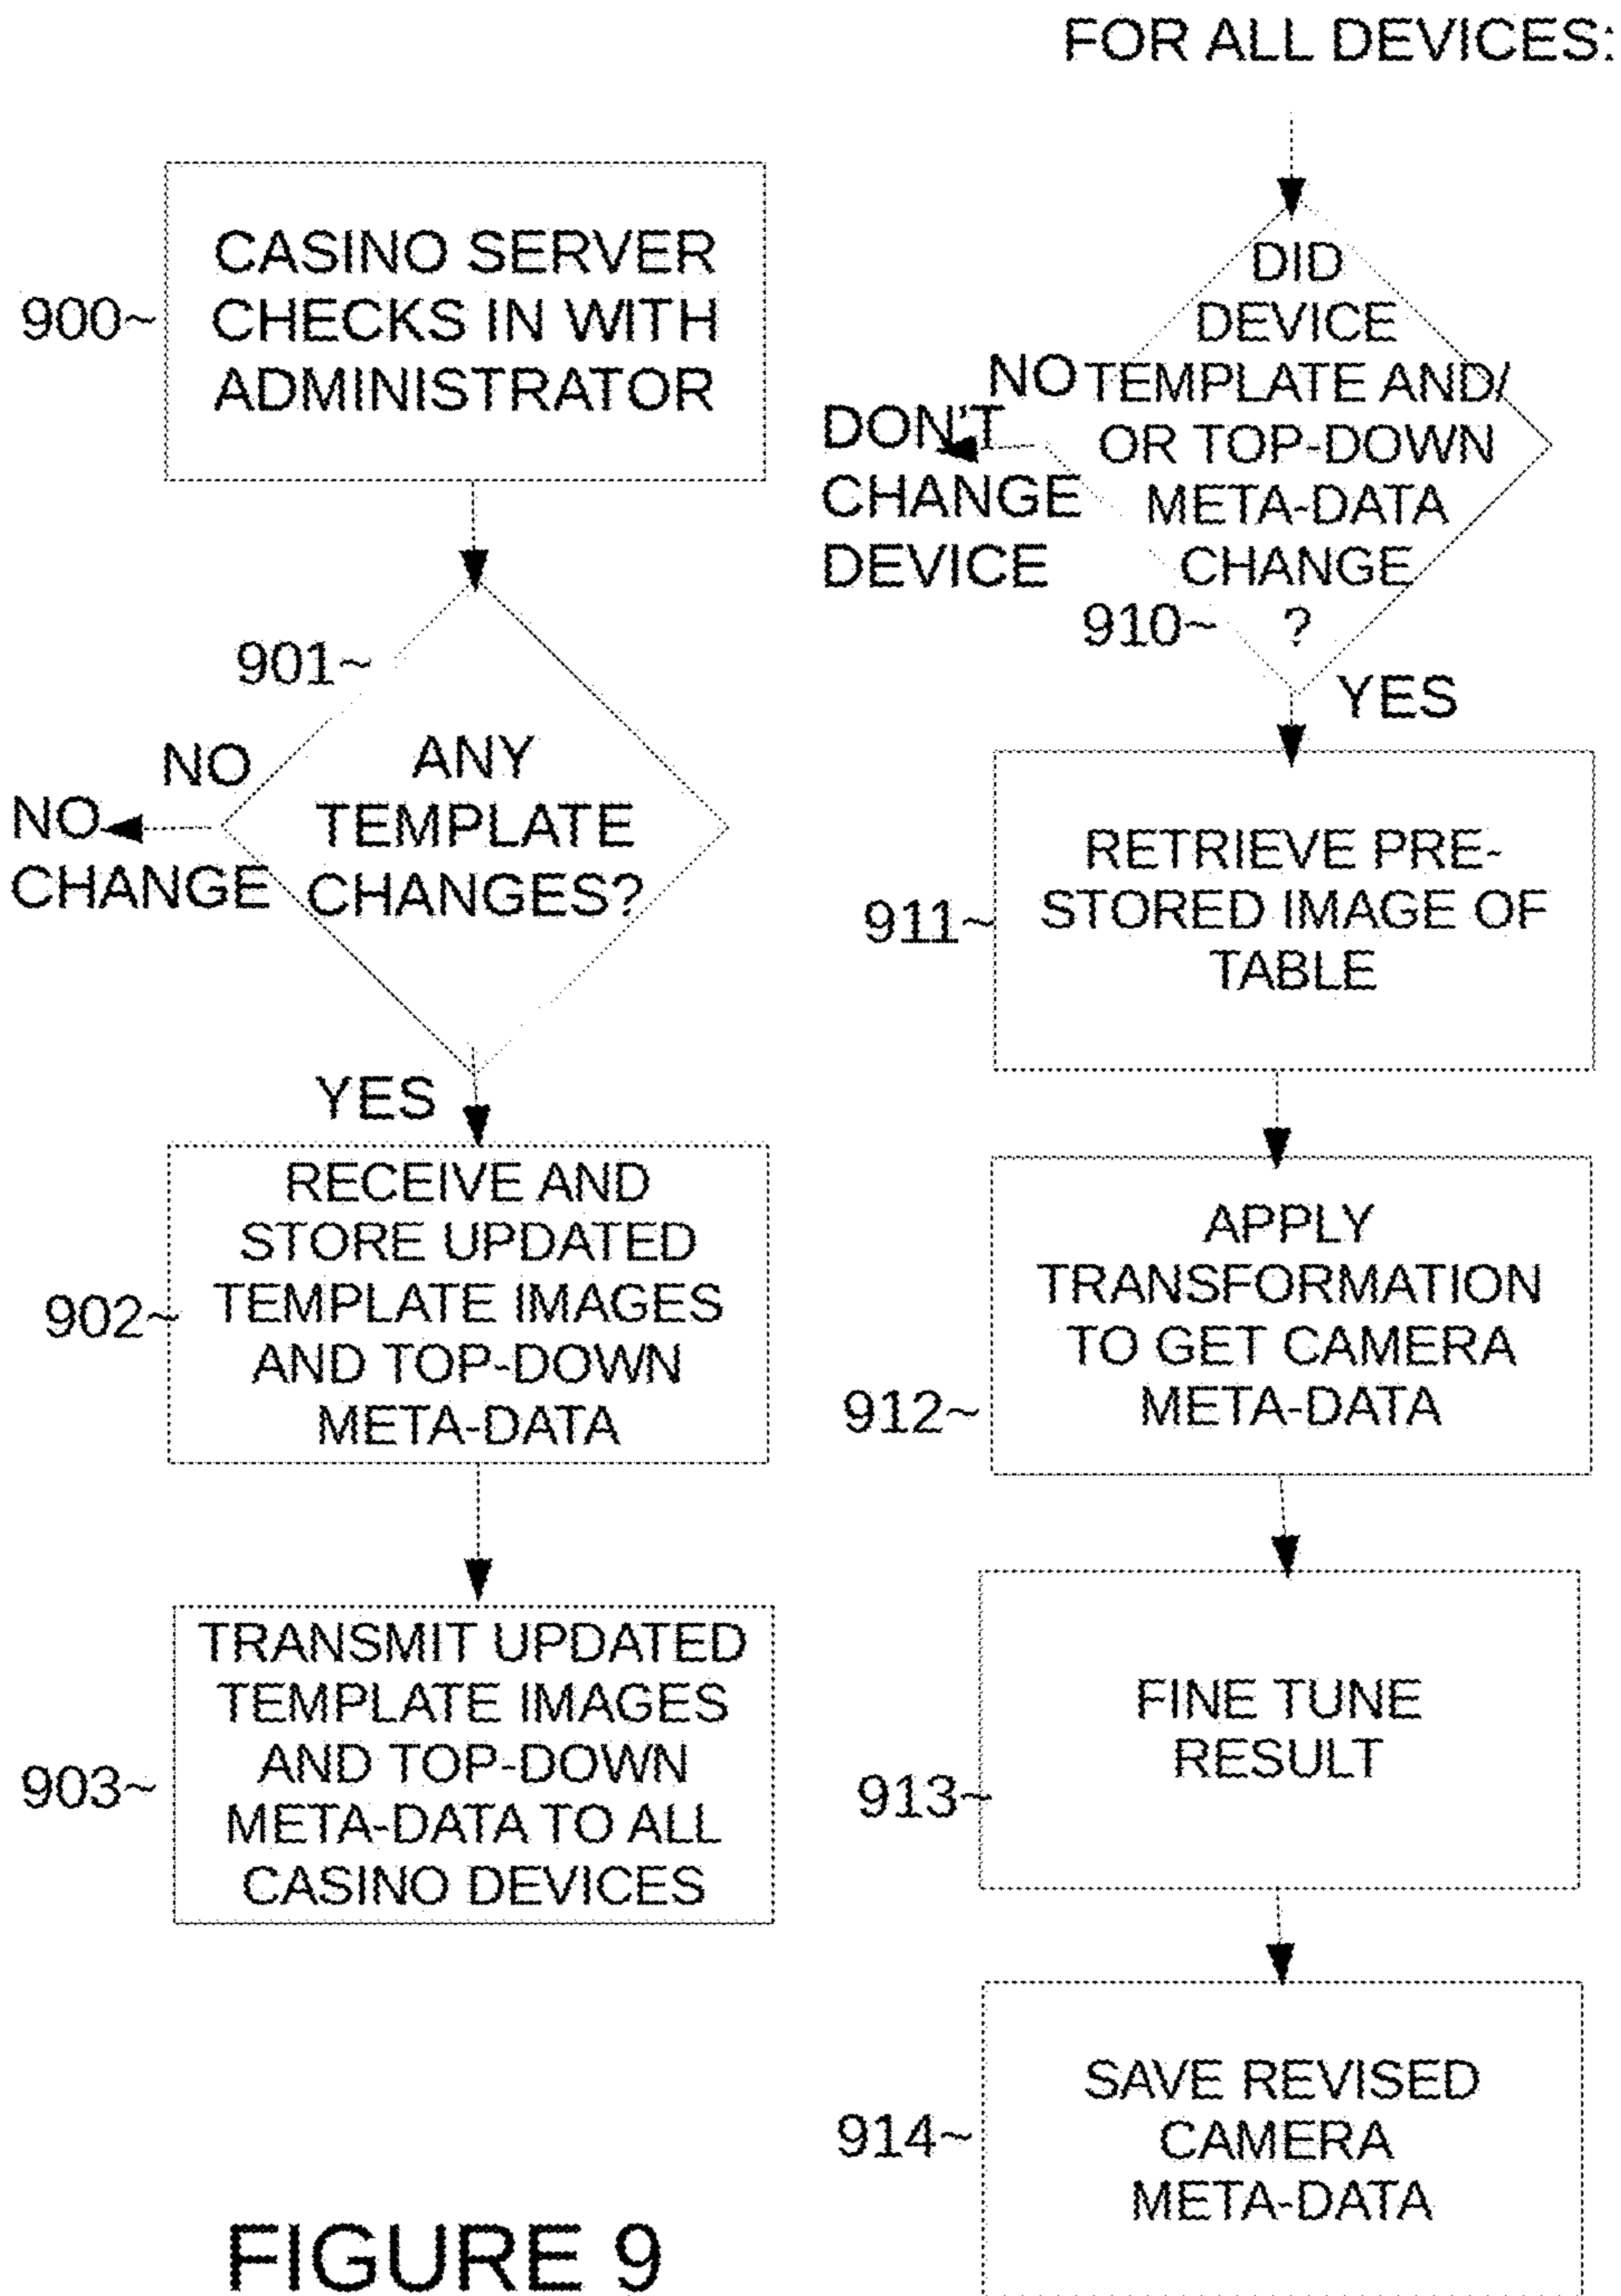 900~
CASINO SERVER
CHECKS IN WITH
ADMINISTRATOR
901~
ANY
TEMPLATE
CHANGES?
NO
NO
CHANGE
YES
902~
RECEIVE AND
STORE UPDATED
TEMPLATE IMAGES
AND TOP-DOWN
META-DATA
903~
TRANSMIT UPDATED
TEMPLATE IMAGES
AND TOP-DOWN
META-DATA TO ALL
CASINO DEVICES
FOR ALL DEVICES:
DID
DEVICE
TEMPLATE AND/
OR TOP-DOWN
META-DATA
CHANGE
?
910~
NO
DON'T
CHANGE
DEVICE
YES
911~
RETRIEVE PRE-
STORED IMAGE OF
TABLE
912~
APPLY
TRANSFORMATION
TO GET CAMERA
META-DATA
913~
FINE TUNE
RESULT
914~
SAVE REVISED
CAMERA
META-DATA
FIGURE 9